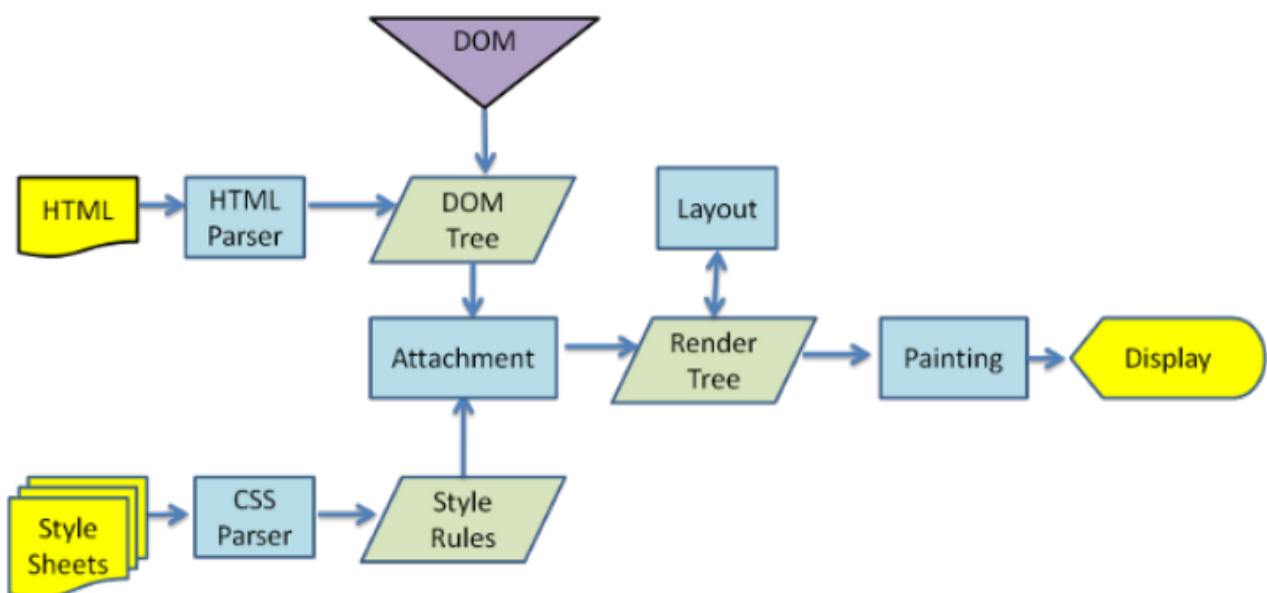 DOM
HTML
HTML
Parser
DOM
Tree
Layout
Attachment
Render
Tree
Painting
Display
Style
Sheets
CSS
Parser
Style
Rules